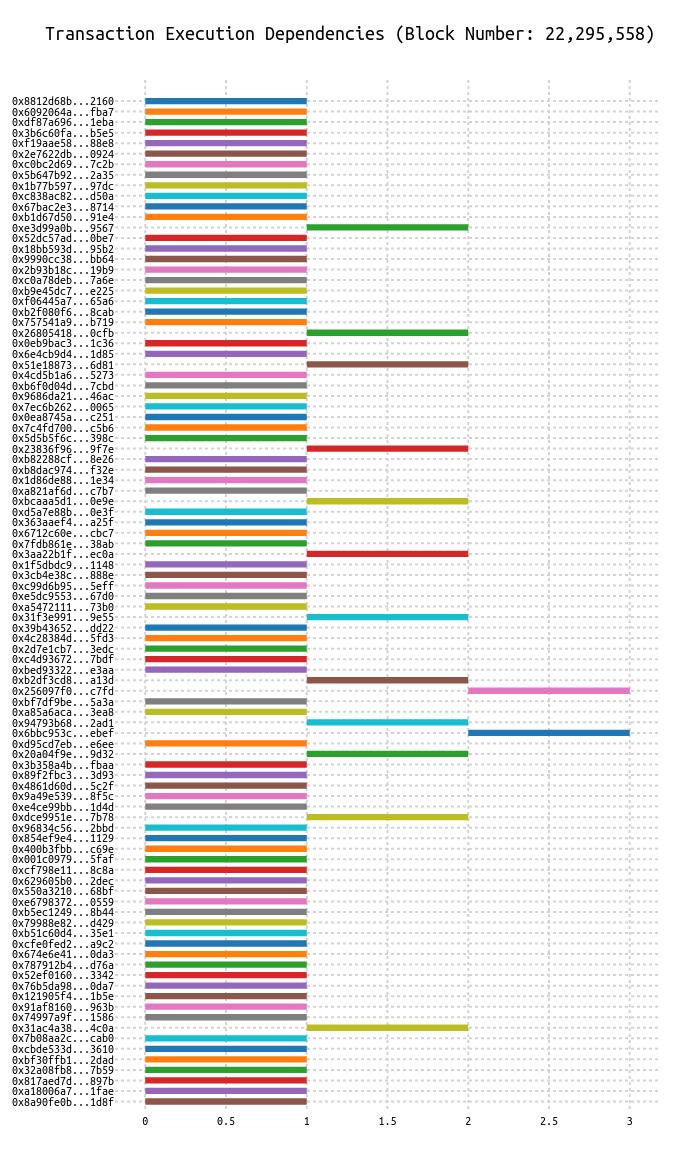 Transaction Execution Dependencies (Block Number: 22,295,558)
0x8812d68b...2160
0x6092064a...fba7
0xdf87a696...1eba
0x3b6c60fa...b5e5
0xf19aae58...88e8
0x2e7622db...0924
0xc0bc2d69...7c2b
0x5b647b92...2a35
0x1b77b597...97dc
0xc838ac82...d50a
0x67bac2e3...8714
0xb1d67d50...91e4
0xe3d99a0b...9567
0x52dc57ad...0be7
0x18bb593d...95b2
0x9990cc38...bb64
0x2b93b18c...19b9
0xc0a78deb...7a6e
0xb9e45dc7...e225
0xf06445a7...65a6
0xb2f080f6...8cab
0x757541a9...b719
0x26805418...0cfb
0x0eb9bac3...1c36
0x6e4cb9d4...1d85
0x51e18873...6d81
0x4cd5b1a6...5273
0xb6f0d04d...7cbd
0x9686da21...46ac
0x7ec6b262...0065
0x0ea8745a...c251
0x7c4fd700...c5b6
0x5d5b5f6c...398c
0x23836f96...9f7e
0xb82288cf...8e26
0xb8dac974...f32e
0x1d86de88...1e34
0xa821af6d...c7b7
0xbcaaa5d1...0e9e
0xd5a7e88b...0e3f
0x363aaef4...a25f
0x6712c60e...cbc7
0x7fdb861e...38ab
0x3aa22b1f...ec0a
0x1f5dbdc9...1148
0x3cb4e38c...888e
0xc99d6b95...5eff
0xe5dc9553...67d0
0xa5472111...73b0
0x31f3e991...9e55
0x39b43652...dd22
0x4c28384d...5fd3
0x2d7e1cb7...3edc
0xc4d93672...7bdf
0xbed93322...e3aa
0xb2df3cd8...a13d
0x256097f0...c7fd
0xbf7df9be...5a3a
0xa85a6aca...3ea8
0x94793b68...2ad1
0x6bbc953c...ebef
0xd95cd7eb...e6ee
0x20a04f9e...9d32
0x3b358a4b...fbaa
0x89f2fbc3...3d93
0x4861d60d...5c2f
0x9a49e539...8f5c
0xe4ce99bb...1d4d
0xdce9951e...7b78
0x96834c56...2bbd
0x854ef9e4...1129
0x400b3fbb...c69e
0x001c0979...5faf
0xcf798e11...8c8a
0x629605b0...2dec
0x550a3210...68bf
0xe6798372...0559
0xb5ec1249...8b44
0x79988e82...d429
0xb51c60d4...35e1
0xcfe0fed2...a9c2
0x674e6e41...0da3
0x787912b4...d76a
0x52ef0160...3342
0x76b5da98...0da7
0x121905f4...1b5e
0x91af8160...963b
0x74997a9f...1586
0x31ac4a38...4c0a
0x7b08aa2c...cab0
0xcbde533d...3610
0xbf30ffb1...2dad
0x32a08fb8...7b59
0x817aed7d...897b
0xa18006a7...1fae
0x8a90fe0b...1d8f
0 0.5 1 1.5 2 2.5 3